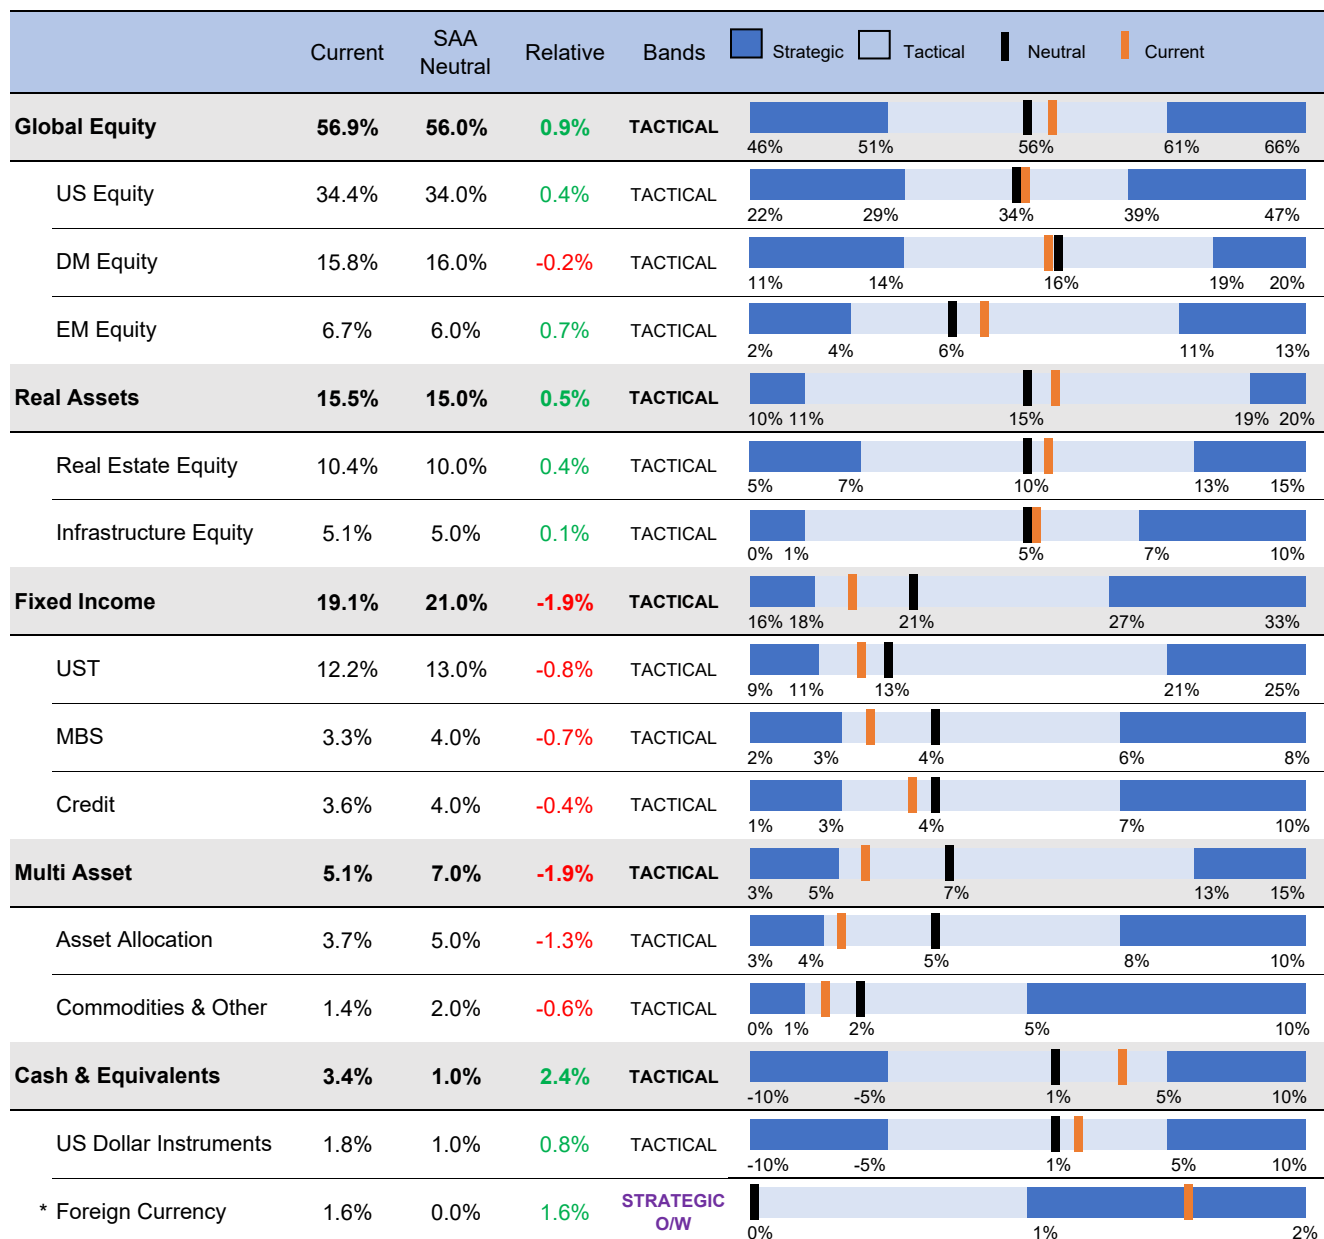 Current SAA Neutral Relative Bands Strategic Tactical Neutral Current
Global Equity 56.9% 56.0% 0.9% TACTICAL
46% 51% 56% 61% 66%
US Equity 34.4% 34.0% 0.4% TACTICAL
22% 29% 34% 39% 47%
DM Equity 15.8% 16.0% -0.2% TACTICAL
11% 14% 16% 19% 20%
EM Equity 6.7% 6.0% 0.7% TACTICAL
2% 4% 6% 11% 13%
Real Assets 15.5% 15.0% 0.5% TACTICAL
10% 11% 15% 19% 20%
Real Estate Equity 10.4% 10.0% 0.4% TACTICAL
5% 7% 10% 13% 15%
Infrastructure Equity 5.1% 5.0% 0.1% TACTICAL
0% 1% 5% 7% 10%
Fixed Income 19.1% 21.0% -1.9% TACTICAL
16% 18% 21% 27% 33%
UST 12.2% 13.0% -0.8% TACTICAL
9% 11% 13% 21% 25%
MBS 3.3% 4.0% -0.7% TACTICAL
2% 3% 4% 6% 8%
Credit 3.6% 4.0% -0.4% TACTICAL
1% 3% 4% 7% 10%
Multi Asset 5.1% 7.0% -1.9% TACTICAL
3% 5% 7% 13% 15%
Asset Allocation 3.7% 5.0% -1.3% TACTICAL
3% 4% 5% 8% 10%
Commodities & Other 1.4% 2.0% -0.6% TACTICAL
0% 1% 2% 5% 10%
Cash & Equivalents 3.4% 1.0% 2.4% TACTICAL
-10% -5% 1% 5% 10%
US Dollar Instruments 1.8% 1.0% 0.8% TACTICAL
-10% -5% 1% 5% 10%
* Foreign Currency 1.6% 0.0% 1.6% STRATEGIC O/W
0% 1% 2%